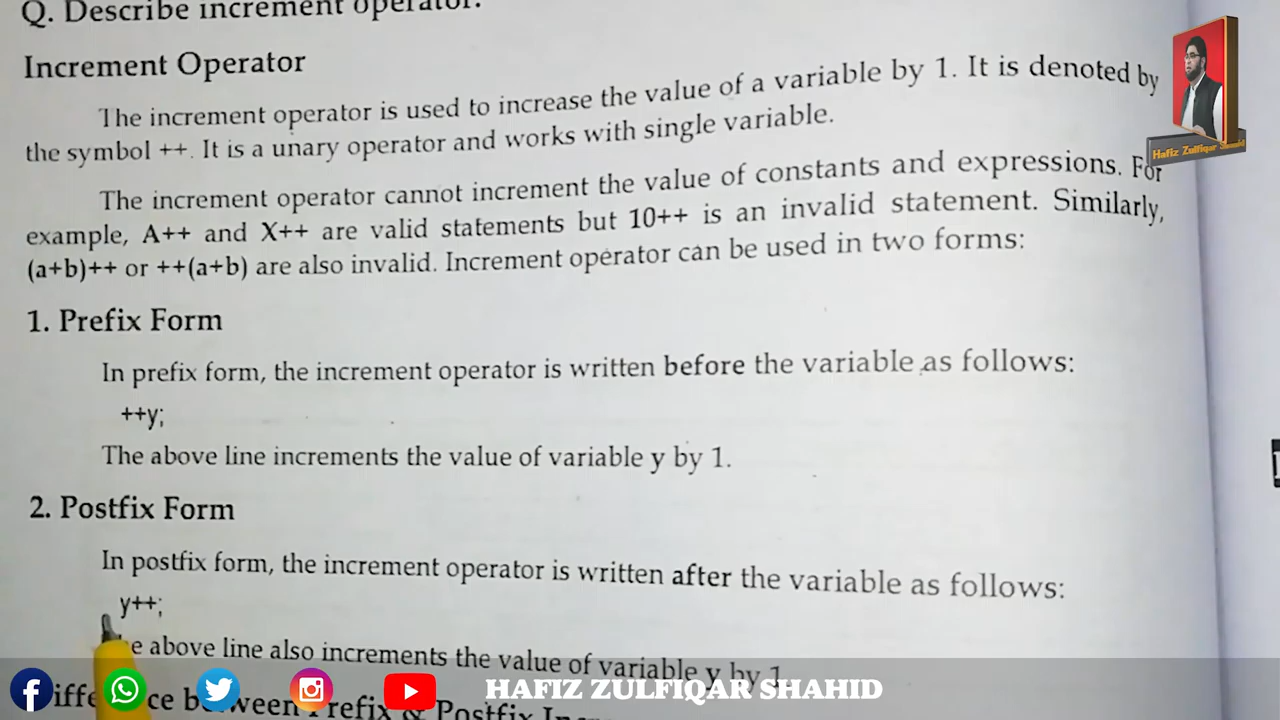 Q. Describe increment operator.
Increment Operator
The increment operator is used to increase the value of a variable by 1. It is denoted by
the symbol ++. It is a unary operator and works with single variable.
The increment operator cannot increment the value of constants and expressions. For
example, A++ and X++ are valid statements but 10++ is an invalid statement. Similarly,
(a+b)++ or ++(a+b) are also invalid. Increment operator can be used in two forms:
1. Prefix Form
In prefix form, the increment operator is written before the variable as follows:
++y;
The above line increments the value of variable y by 1.
2. Postfix Form
In postfix form, the increment operator is written after the variable as follows:
y++;
above line also increments the value of variable y by 1
between Prefix & Postfix
Hafiz Zulfiqar Shahid
HAFIZ ZULFIQAR SHAHID